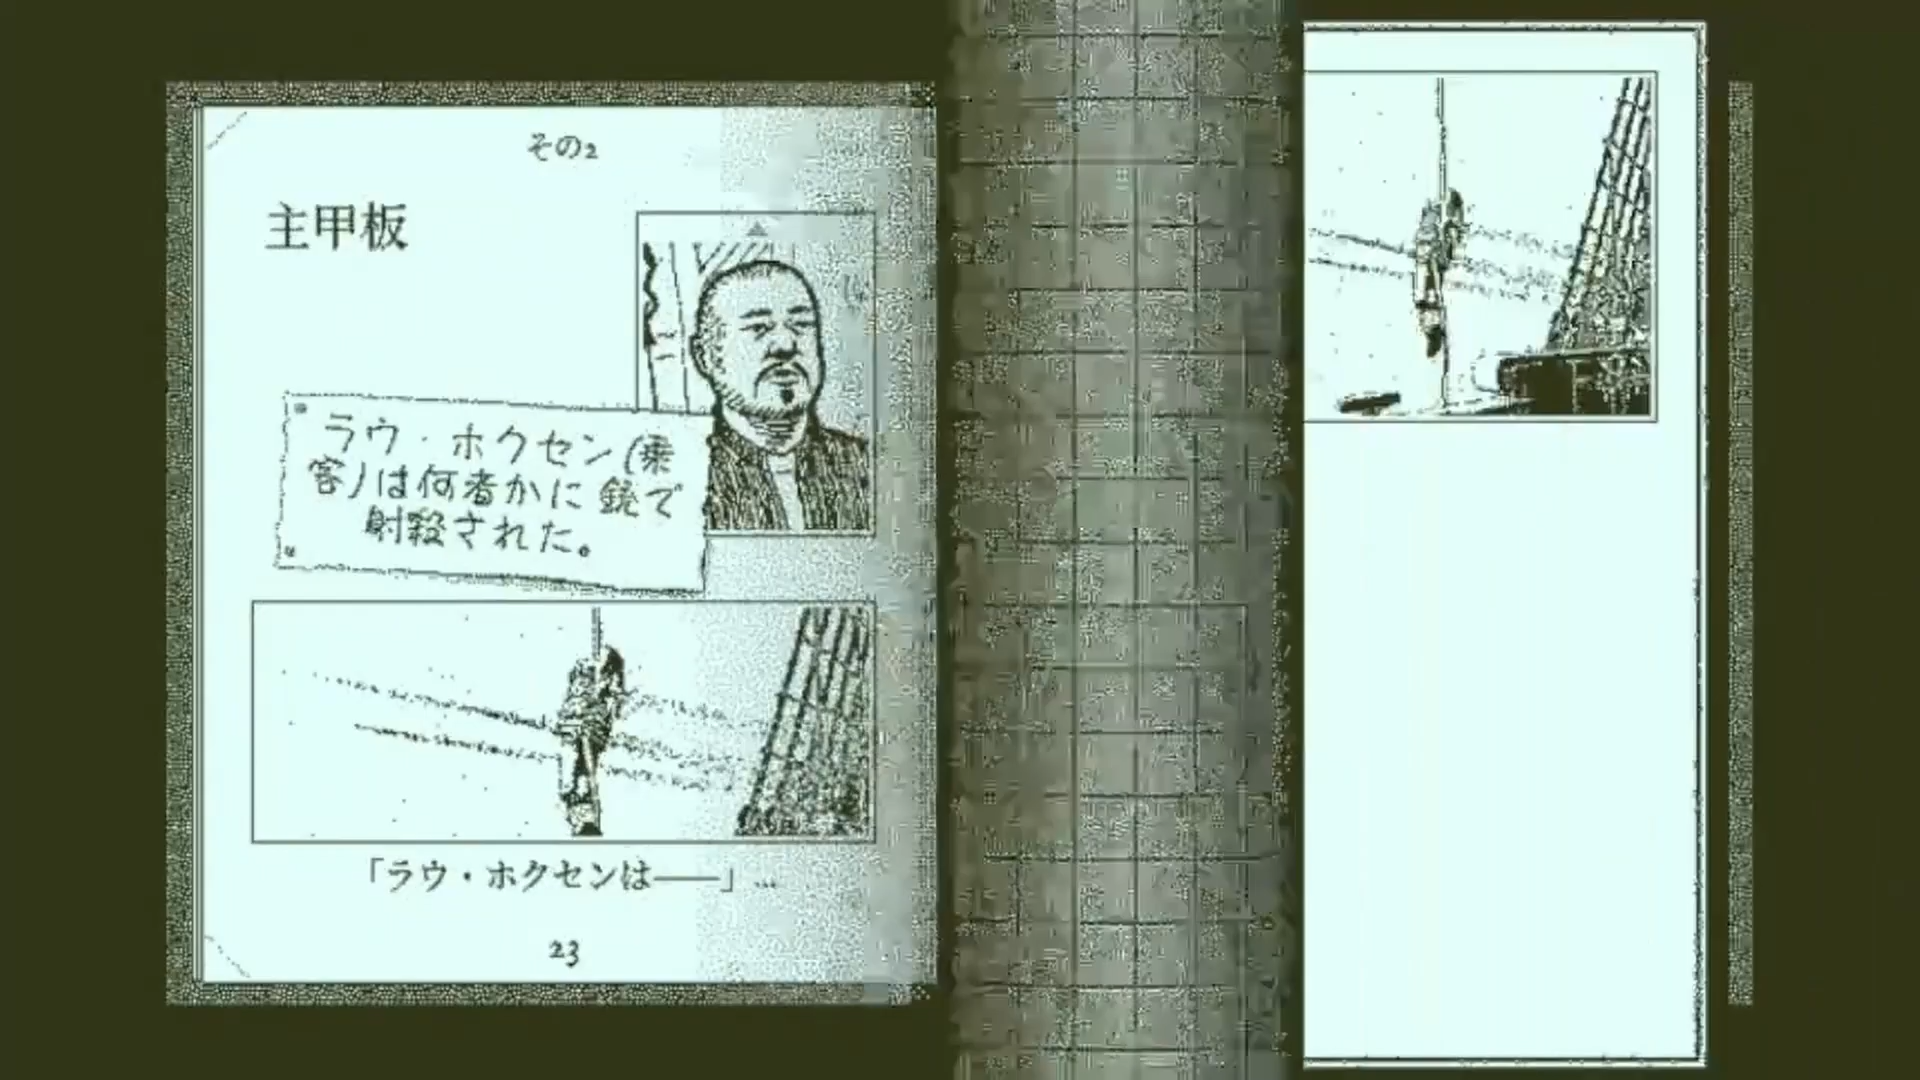 その2
主甲板
ラウ・ホクセン(乗
客)は何者かに 銃で
射殺された。
「ラウ・ホクセンは――」...
23